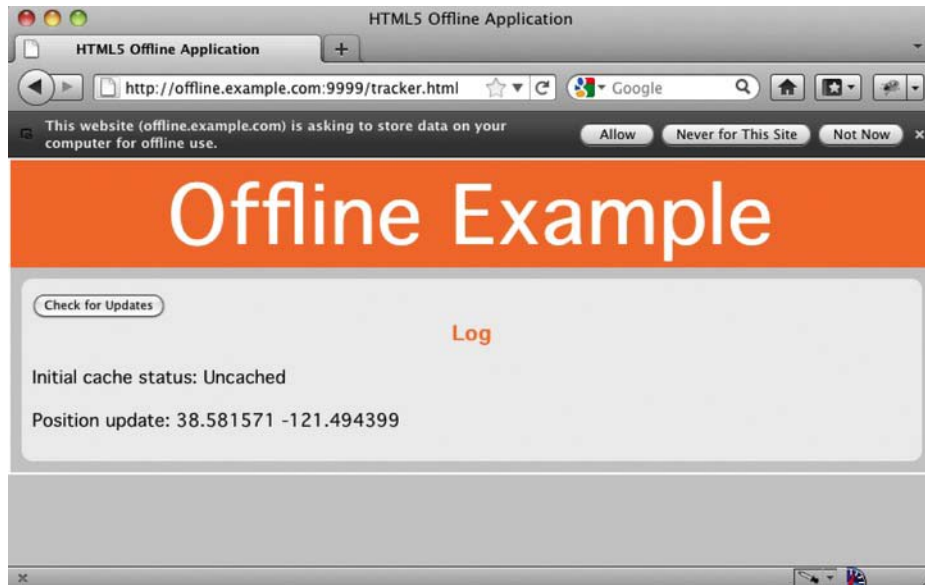 HTML5 Offline Application
HTML5 Offline Application
+
http://offline.example.com:9999/tracker.html
Google
This website (offline.example.com) is asking to store data on your
computer for offline use.
Allow
Never for This Site
Not Now
×
Offline Example
Check for Updates
Log
Initial cache status: Uncached
Position update: 38.581571 -121.494399
×